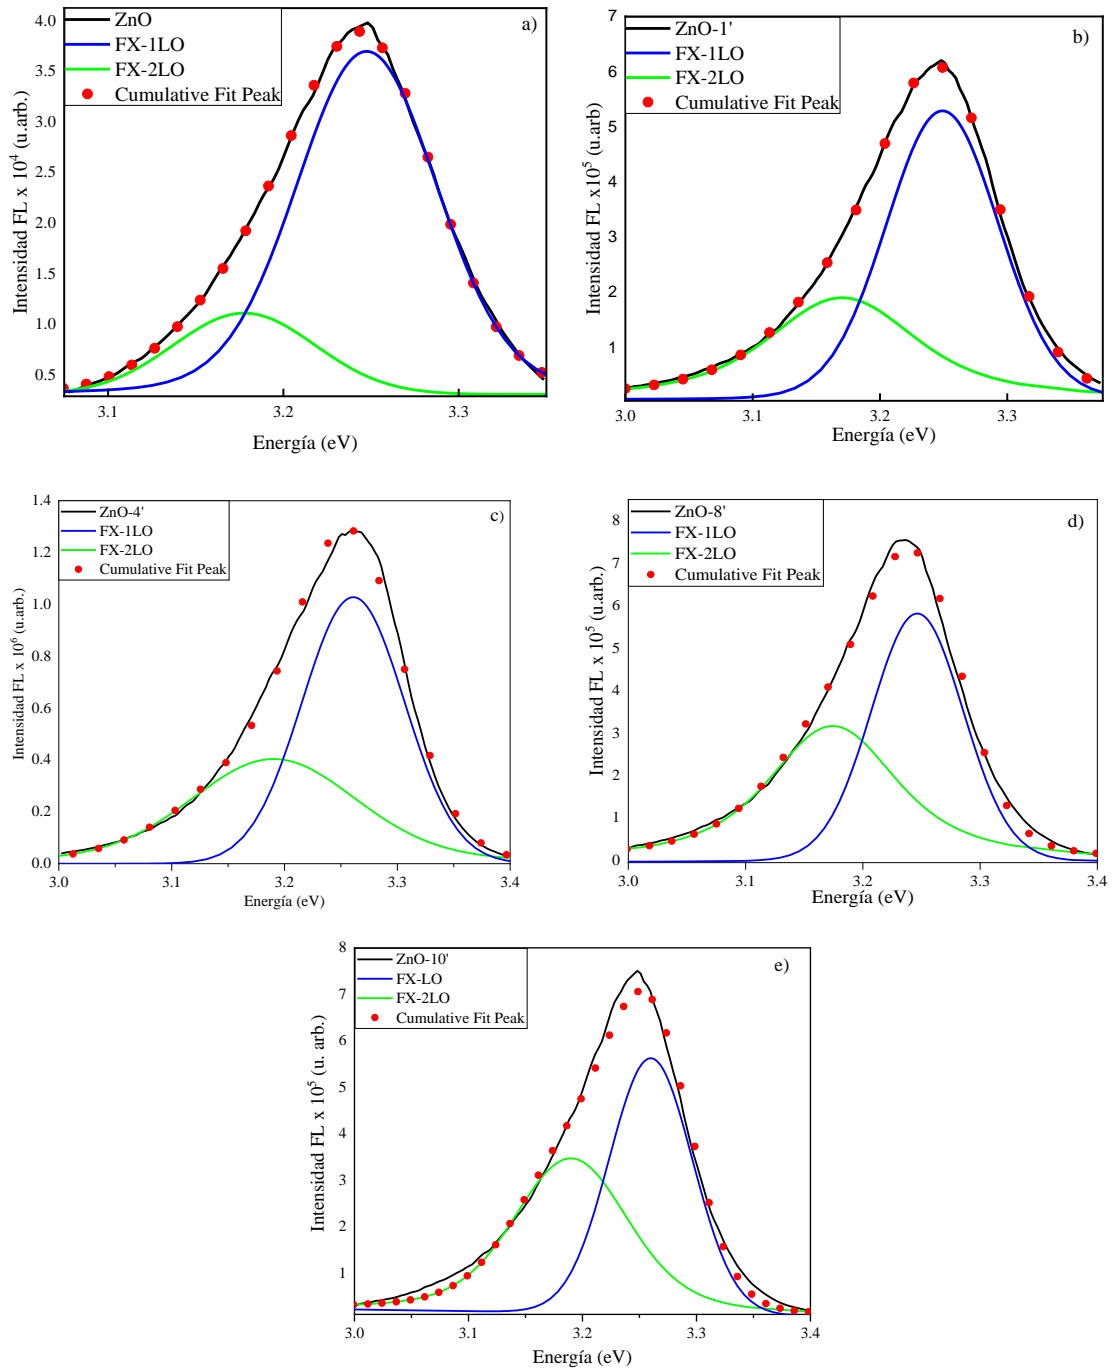 a)
ZnO
FX-1LO
FX-2LO
Cumulative Fit Peak
4.0
3.5
3.0
2.5
2.0
1.5
1.0
0.5
3.1
3.2
3.3
Intensidad FL x 10⁴ (u.arb.)
Energía (eV)
b)
ZnO-1'
FX-1LO
FX-2LO
Cumulative Fit Peak
7
6
5
4
3
2
1
3.0
3.1
3.2
3.3
Intensidad FL x10⁵ (u.arb)
Energía (eV)
c)
ZnO-4'
FX-1LO
FX-2LO
Cumulative Fit Peak
1.4
1.2
1.0
0.8
0.6
0.4
0.2
0.0
3.0
3.1
3.2
3.3
3.4
Intensidad FL x 10⁶ (u.arb.)
Energía (eV)
d)
ZnO-8'
FX-1LO
FX-2LO
Cumulative Fit Peak
8
7
6
5
4
3
2
1
0
3.0
3.1
3.2
3.3
3.4
Intensidad FL x 10⁵ (u.arb.)
Energía (eV)
e)
ZnO-10'
FX-LO
FX-2LO
Cumulative Fit Peak
8
7
6
5
4
3
2
1
3.0
3.1
3.2
3.3
3.4
Intensidad FL x 10⁵ (u. arb.)
Energía (eV)